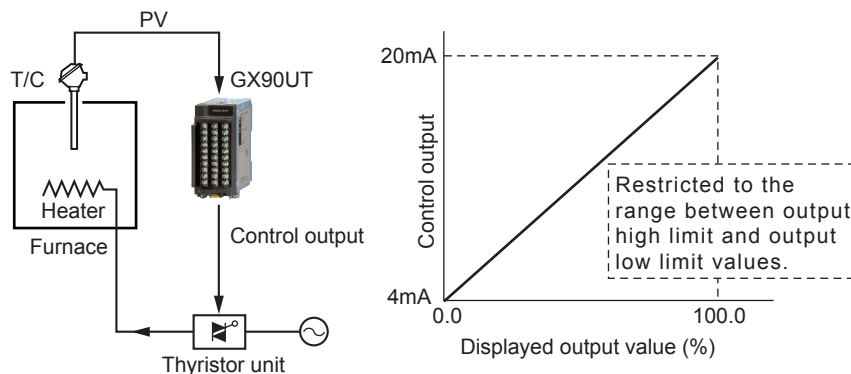 PV
T/C
GX90UT
Heater
Furnace
Control output
Thyristor unit
20mA
Control output
4mA
Restricted to the
range between output
high limit and output
low limit values.
0.0
100.0
Displayed output value (%)